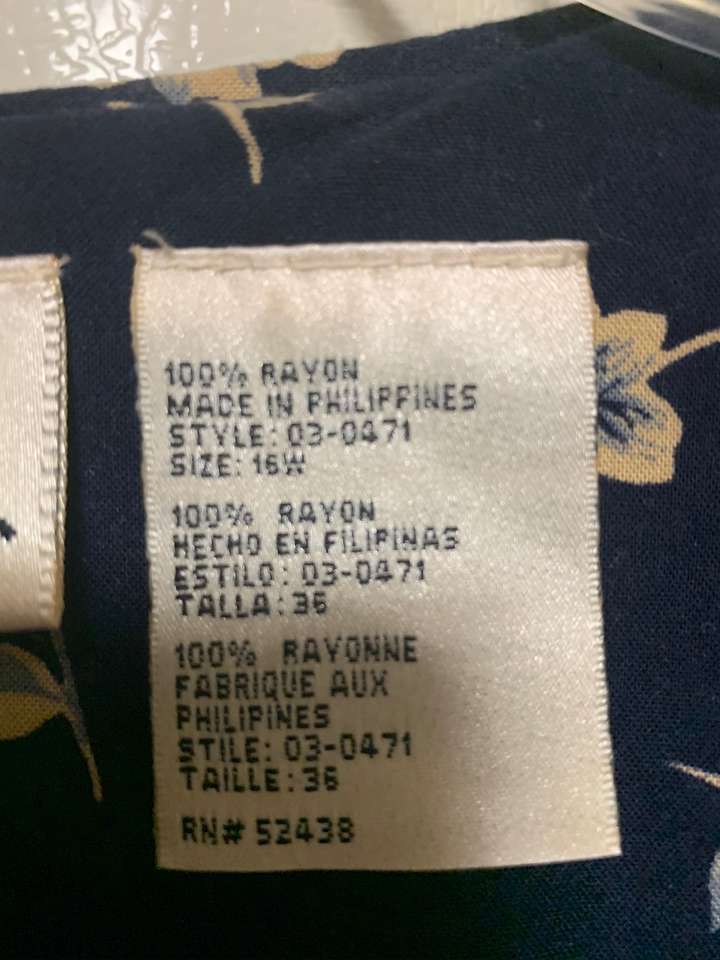 100% RAYON
MADE IN PHILIPPINES
STYLE: 03-0471
SIZE: 16W
100% RAYON
HECHO EN FILIPINAS
ESTILO: 03-0471
TALLA: 36
100% RAYONNE
FABRIQUE AUX
PHILIPINES
STILE: 03-0471
TAILLE: 36
RN# 52438